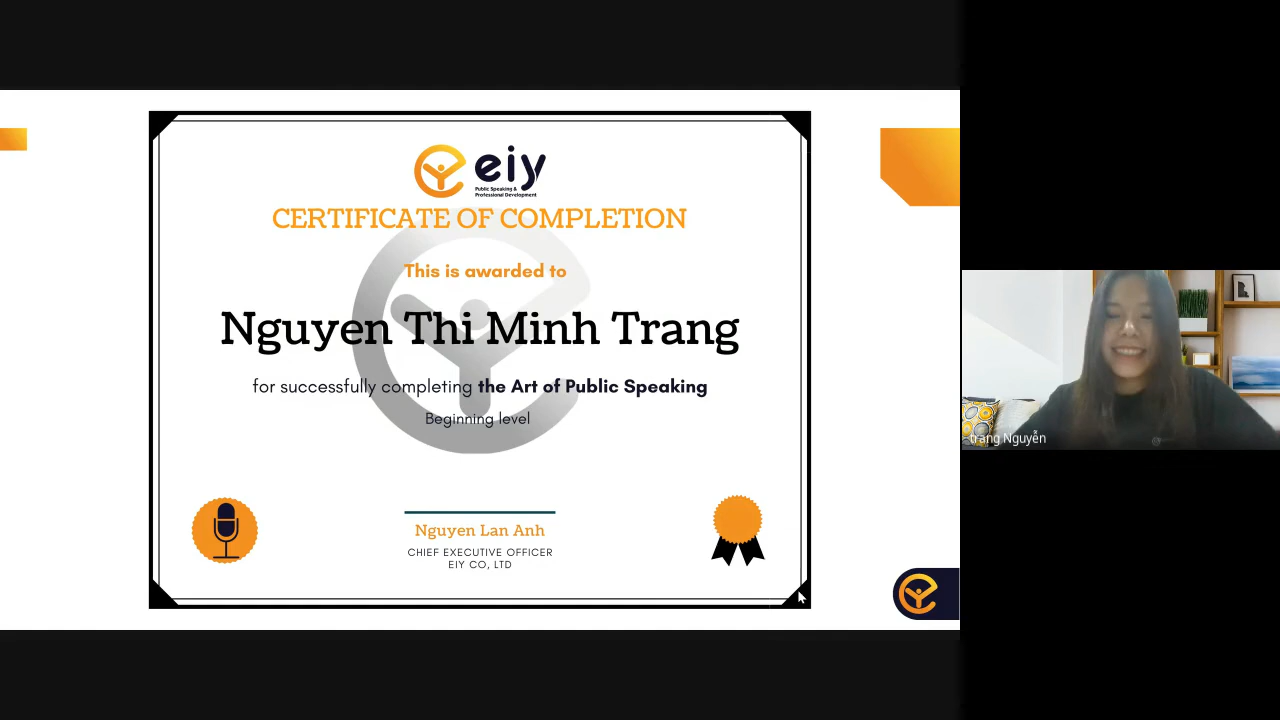 eiy
Public Speaking &
Professional Development
CERTIFICATE OF COMPLETION
This is awarded to
Nguyen Thi Minh Trang
for successfully completing the Art of Public Speaking
Beginning level
Nguyen Lan Anh
CHIEF EXECUTIVE OFFICER
EIY CO, LTD
trang Nguyễn